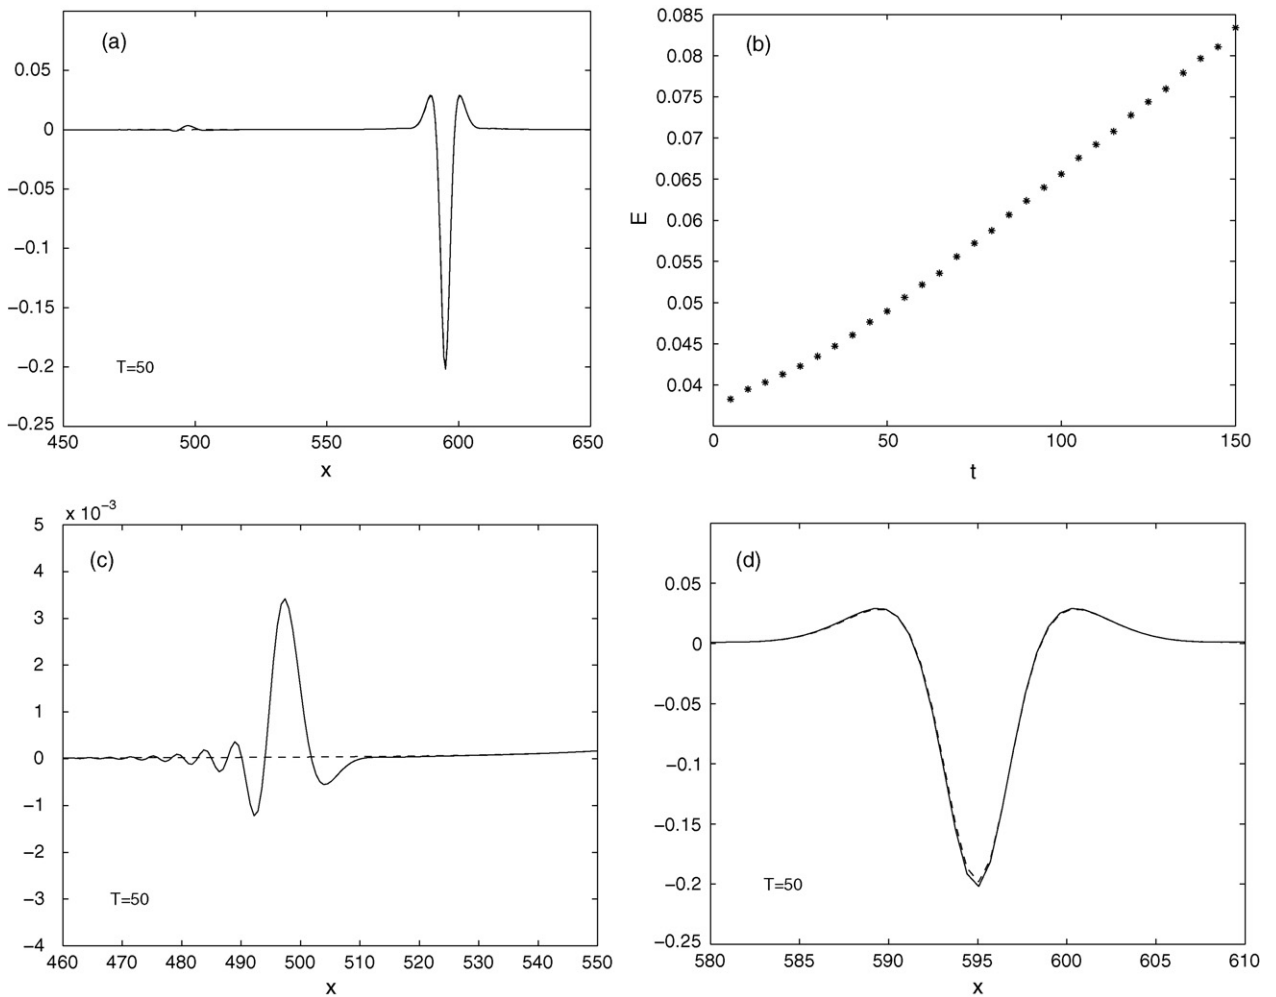 (a)
0.05
0
−0.05
−0.1
−0.15
−0.2
−0.25
T=50
450 500 550 600 650
x
(b)
0.085
0.08
0.075
0.07
0.065
0.06
0.055
0.05
0.045
0.04
E
0 50 100 150
t
x 10⁻³
(c)
5
4
3
2
1
0
−1
−2
−3
−4
T=50
460 470 480 490 500 510 520 530 540 550
x
(d)
0.05
0
−0.05
−0.1
−0.15
−0.2
−0.25
T=50
580 585 590 595 600 605 610
x